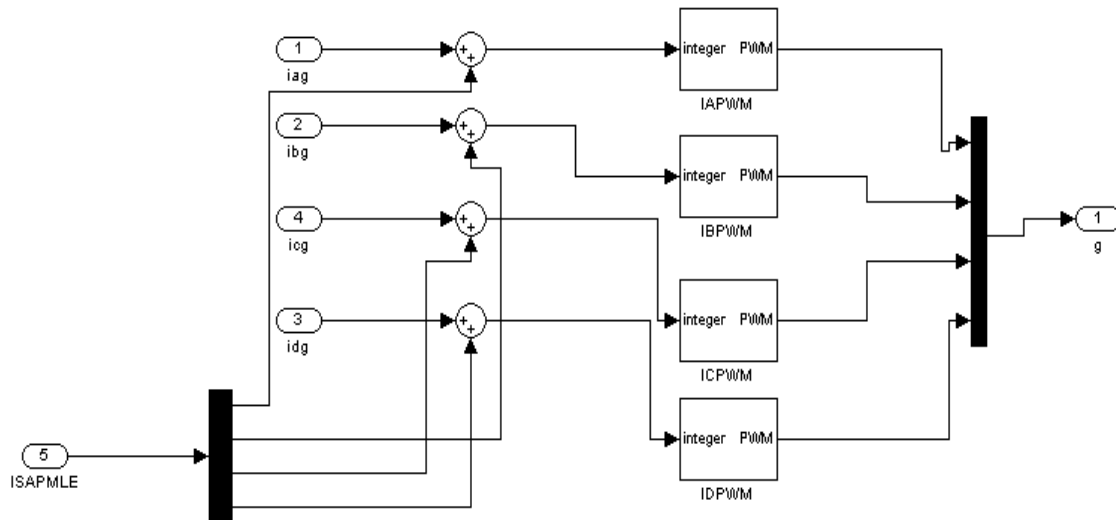 1
iag
+
+
integer PWM
IAPWM
2
ibg
+
+
integer PWM
IBPWM
4
icg
+
+
1
g
integer PWM
ICPWM
3
idg
+
+
integer PWM
IDPWM
5
ISAPMLE